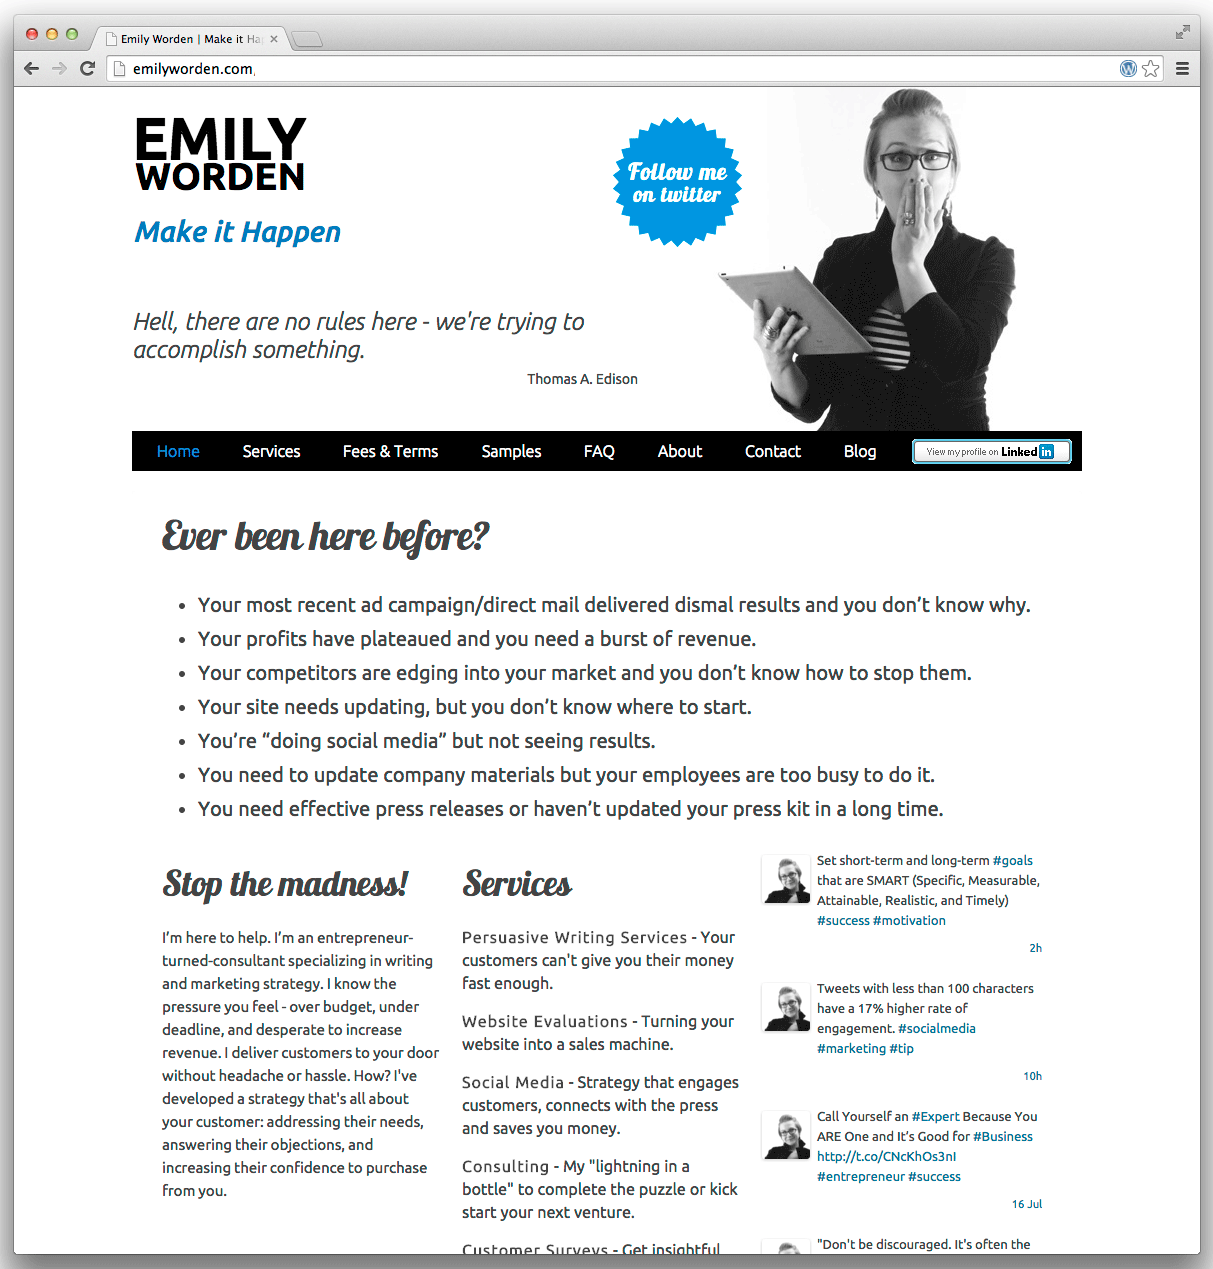 Emily Worden | Make it Ha
emilyworden.com
EMILY
WORDEN
Make it Happen
Follow me
on twitter
Hell, there are no rules here - we're trying to
accomplish something.
Thomas A. Edison
Home Services Fees & Terms Samples FAQ About Contact Blog View my profile on Linked in
Ever been here before?
• Your most recent ad campaign/direct mail delivered dismal results and you don’t know why.
• Your profits have plateaued and you need a burst of revenue.
• Your competitors are edging into your market and you don’t know how to stop them.
• Your site needs updating, but you don’t know where to start.
• You’re “doing social media” but not seeing results.
• You need to update company materials but your employees are too busy to do it.
• You need effective press releases or haven’t updated your press kit in a long time.
Stop the madness!
I’m here to help. I’m an entrepreneur-
turned-consultant specializing in writing
and marketing strategy. I know the
pressure you feel - over budget, under
deadline, and desperate to increase
revenue. I deliver customers to your door
without headache or hassle. How? I've
developed a strategy that's all about
your customer: addressing their needs,
answering their objections, and
increasing their confidence to purchase
from you.
Services
Persuasive Writing Services - Your
customers can't give you their money
fast enough.
Website Evaluations - Turning your
website into a sales machine.
Social Media - Strategy that engages
customers, connects with the press
and saves you money.
Consulting - My "lightning in a
bottle" to complete the puzzle or kick
start your next venture.
Customer Surveys - Get insightful
Set short-term and long-term #goals
that are SMART (Specific, Measurable,
Attainable, Realistic, and Timely)
#success #motivation
2h
Tweets with less than 100 characters
have a 17% higher rate of
engagement. #socialmedia
#marketing #tip
10h
Call Yourself an #Expert Because You
ARE One and It’s Good for #Business
http://t.co/CNcKhOs3nI
#entrepreneur #success
16 Jul
"Don't be discouraged. It's often the